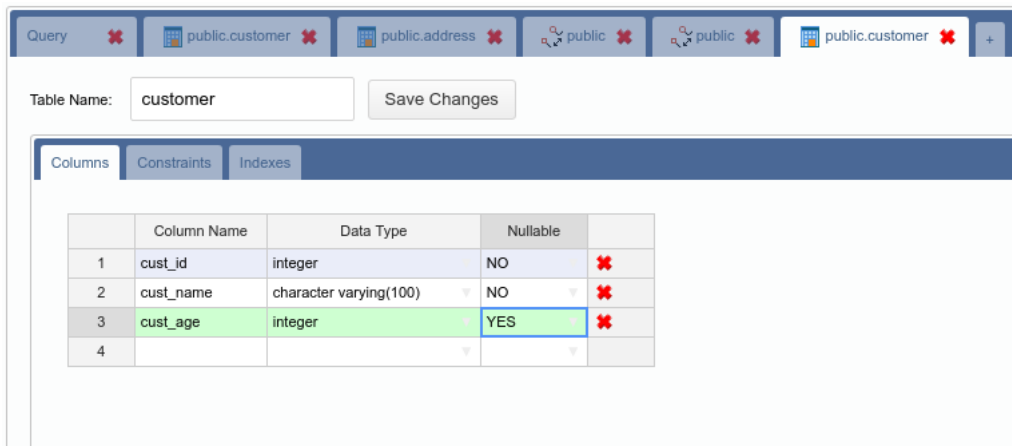 Query public.customer public.address public public public.customer +
Table Name: customer Save Changes
Columns Constraints Indexes
Column Name Data Type Nullable
1 cust_id integer NO
2 cust_name character varying(100) NO
3 cust_age integer YES
4